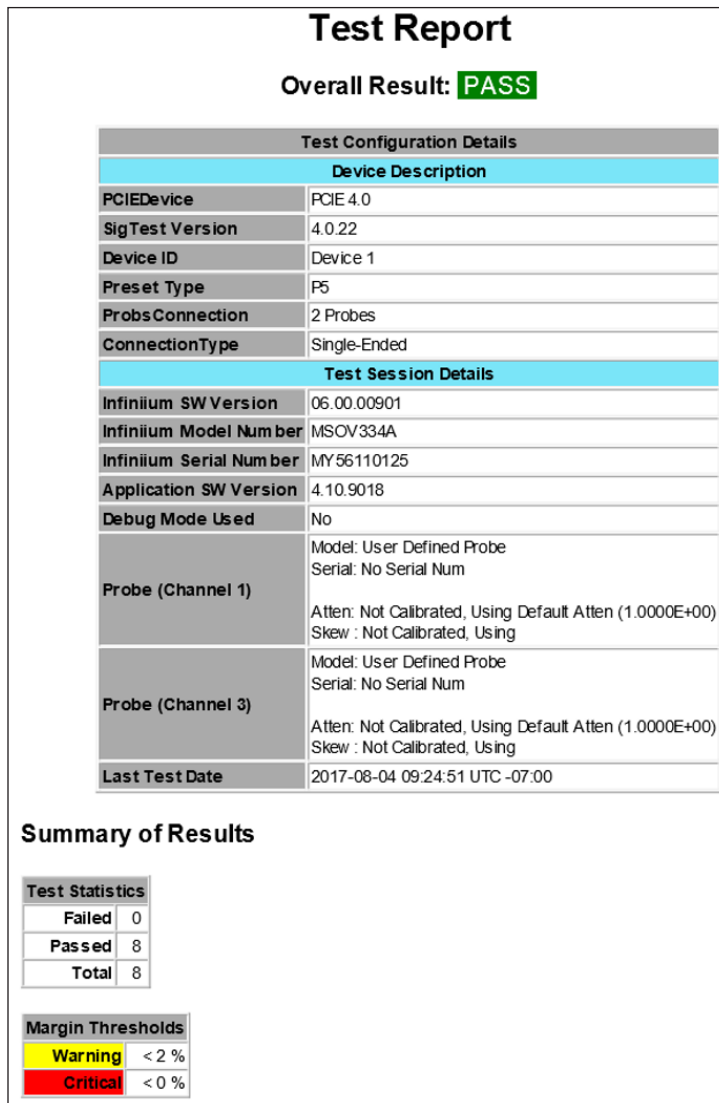 Test Report
Overall Result: PASS
Test Configuration Details
Device Description
PCIEDevice PCIE 4.0
SigTest Version 4.0.22
Device ID Device 1
Preset Type P5
ProbsConnection 2 Probes
ConnectionType Single-Ended
Test Session Details
Infiniium SW Version 06.00.00901
Infiniium Model Number MSOV334A
Infiniium Serial Number MY56110125
Application SW Version 4.10.9018
Debug Mode Used No
Probe (Channel 1)
Model: User Defined Probe
Serial: No Serial Num
Atten: Not Calibrated, Using Default Atten (1.0000E+00)
Skew : Not Calibrated, Using
Probe (Channel 3)
Model: User Defined Probe
Serial: No Serial Num
Atten: Not Calibrated, Using Default Atten (1.0000E+00)
Skew : Not Calibrated, Using
Last Test Date 2017-08-04 09:24:51 UTC -07:00
Summary of Results
Test Statistics
Failed 0
Passed 8
Total 8
Margin Thresholds
Warning < 2 %
Critical < 0 %